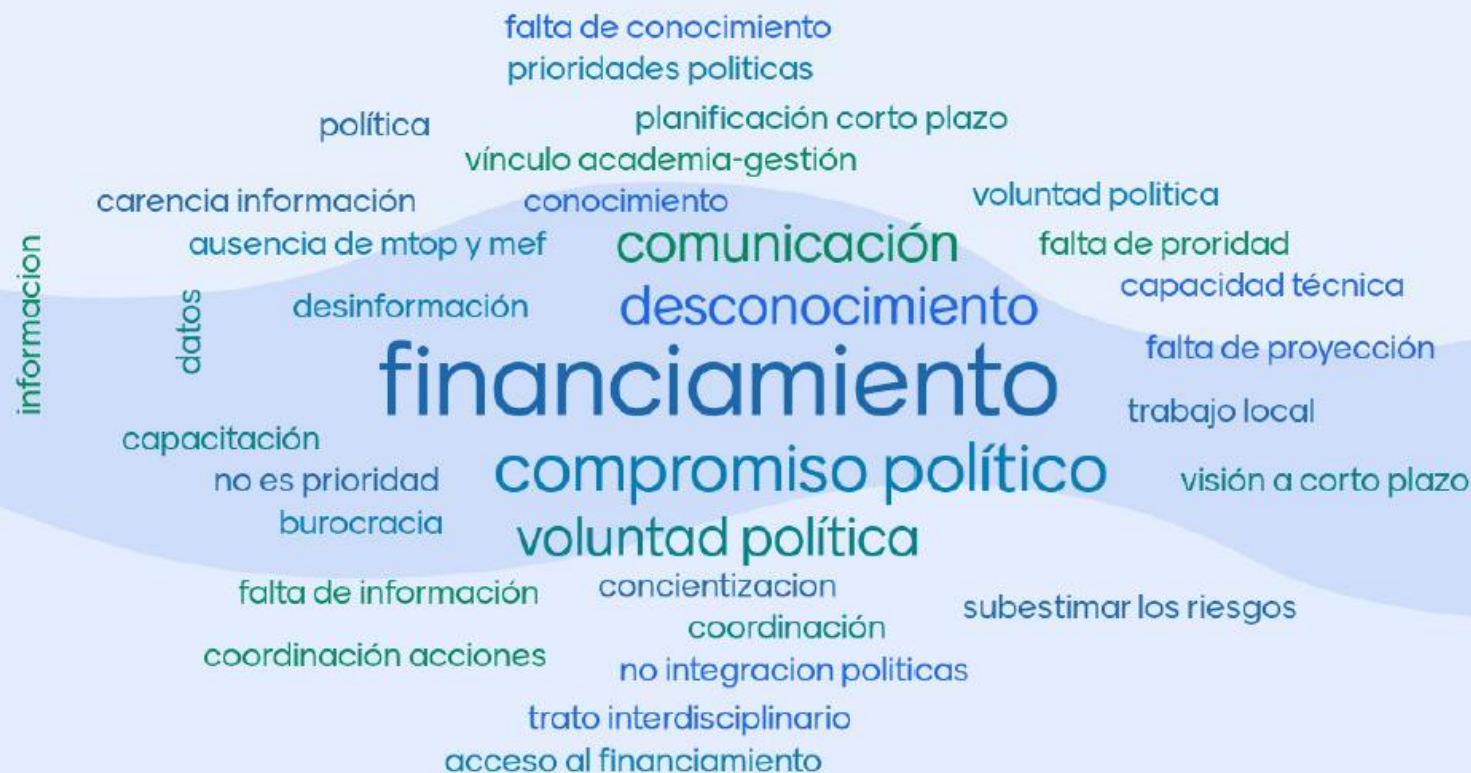 falta de conocimiento
prioridades politicas
política
planificación corto plazo
vínculo academia-gestión
carencia información
conocimiento
voluntad politica
ausencia de mtop y mef
comunicación
falta de proridad
informacion
datos
desinformación
desconocimiento
capacidad técnica
financiamiento
falta de proyección
trabajo local
capacitación
no es prioridad
compromiso político
visión a corto plazo
burocracia
voluntad política
falta de información
concientizacion
subestimar los riesgos
coordinación
coordinación acciones
no integracion politicas
trato interdisciplinario
acceso al financiamiento